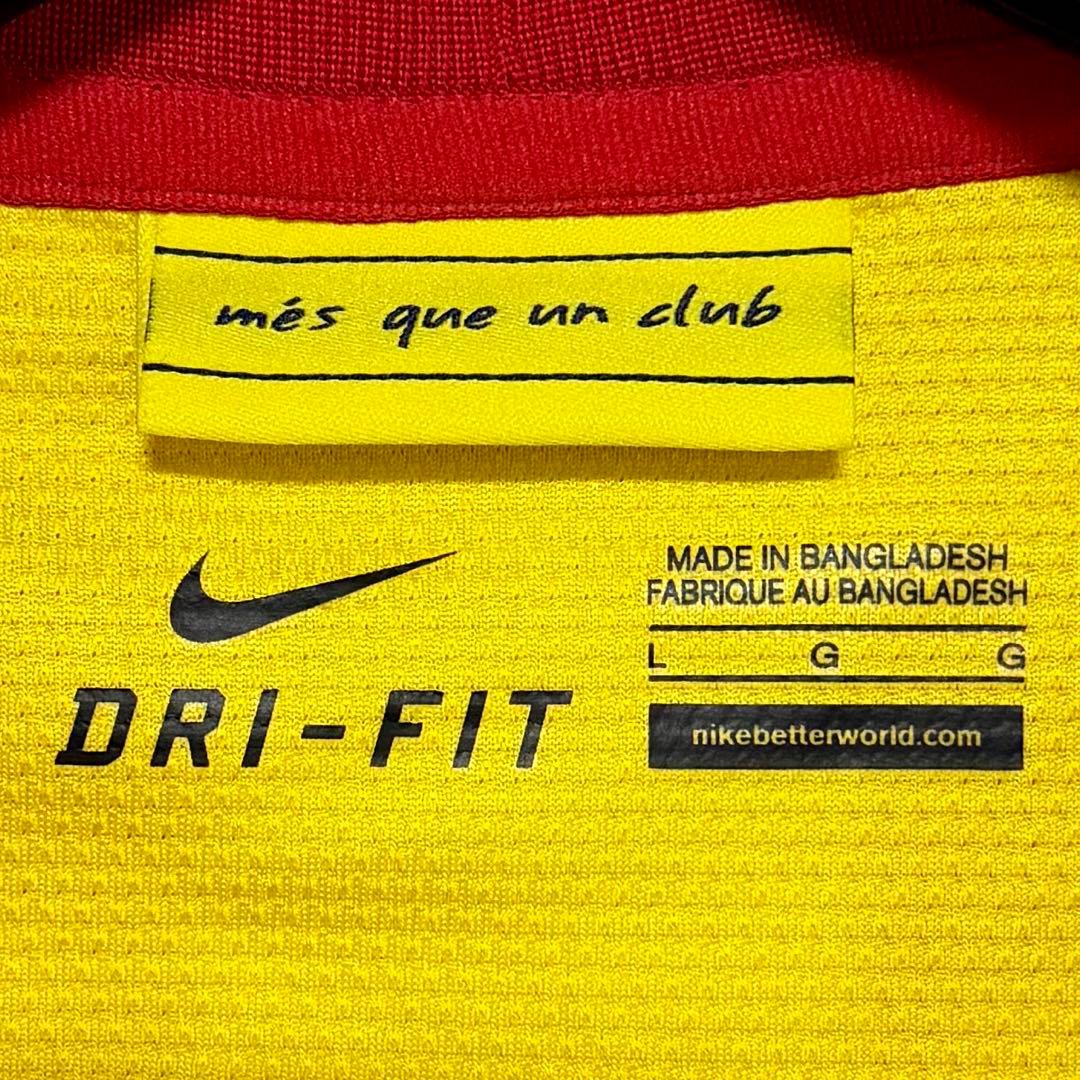 més que un club
DRI-FIT
MADE IN BANGLADESH
FABRIQUE AU BANGLADESH
L G G
nikebetterworld.com